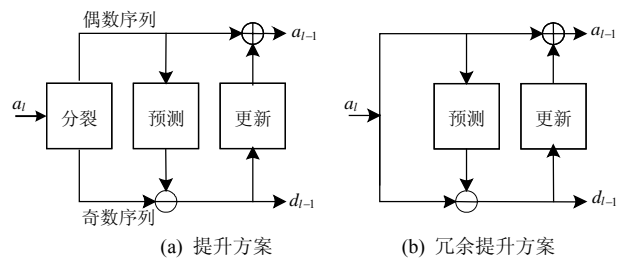 偶数序列
a_{l−1}
a_l
分裂
预测
更新
奇数序列
d_{l−1}
(a) 提升方案
a_{l−1}
a_l
预测
更新
d_{l−1}
(b) 冗余提升方案